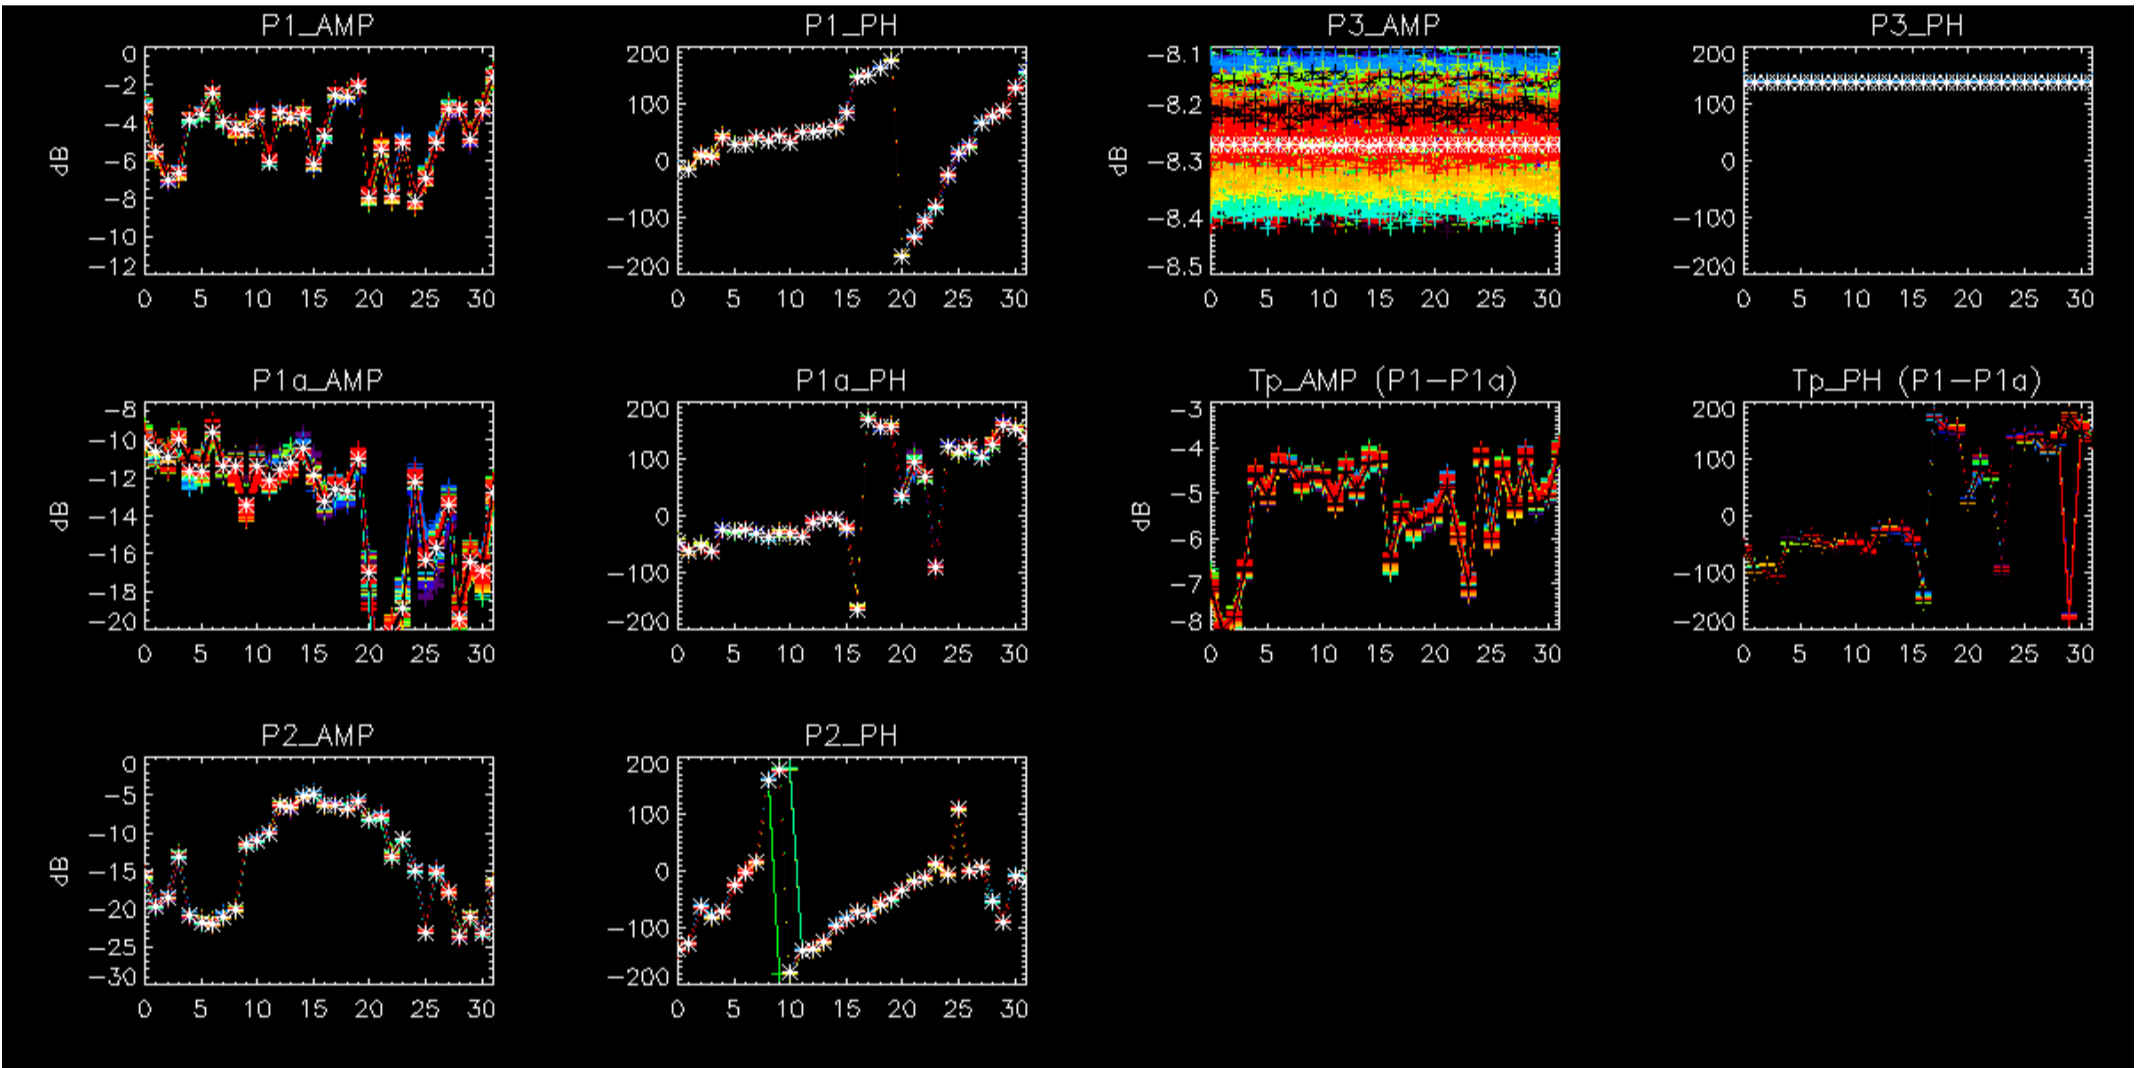 P1_AMP
P1_PH
P3_AMP
P3_PH
0
-2
-4
-6
-8
-10
-12
dB
0 5 10 15 20 25 30
200
100
0
-100
-200
0 5 10 15 20 25 30
-8.1
-8.2
-8.3
-8.4
-8.5
dB
0 5 10 15 20 25 30
200
100
0
-100
-200
0 5 10 15 20 25 30
P1a_AMP
P1a_PH
Tp_AMP (P1-P1a)
Tp_PH (P1-P1a)
-8
-10
-12
-14
-16
-18
-20
dB
0 5 10 15 20 25 30
200
100
0
-100
-200
0 5 10 15 20 25 30
-3
-4
-5
-6
-7
-8
dB
0 5 10 15 20 25 30
200
100
0
-100
-200
0 5 10 15 20 25 30
P2_AMP
P2_PH
0
-5
-10
-15
-20
-25
-30
dB
0 5 10 15 20 25 30
200
100
0
-100
-200
0 5 10 15 20 25 30